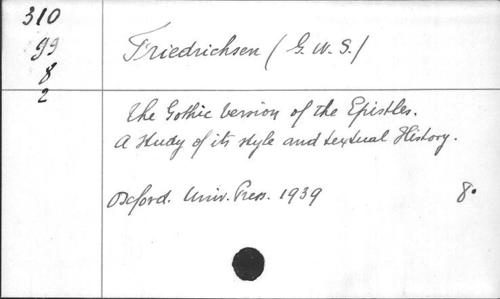 310
99
8
2
Friedrichsen (G. W. S.)
The Gothic Version of the Epistles.
A study of its style and textual History.
Oxford. Univ. Press. 1939
8°